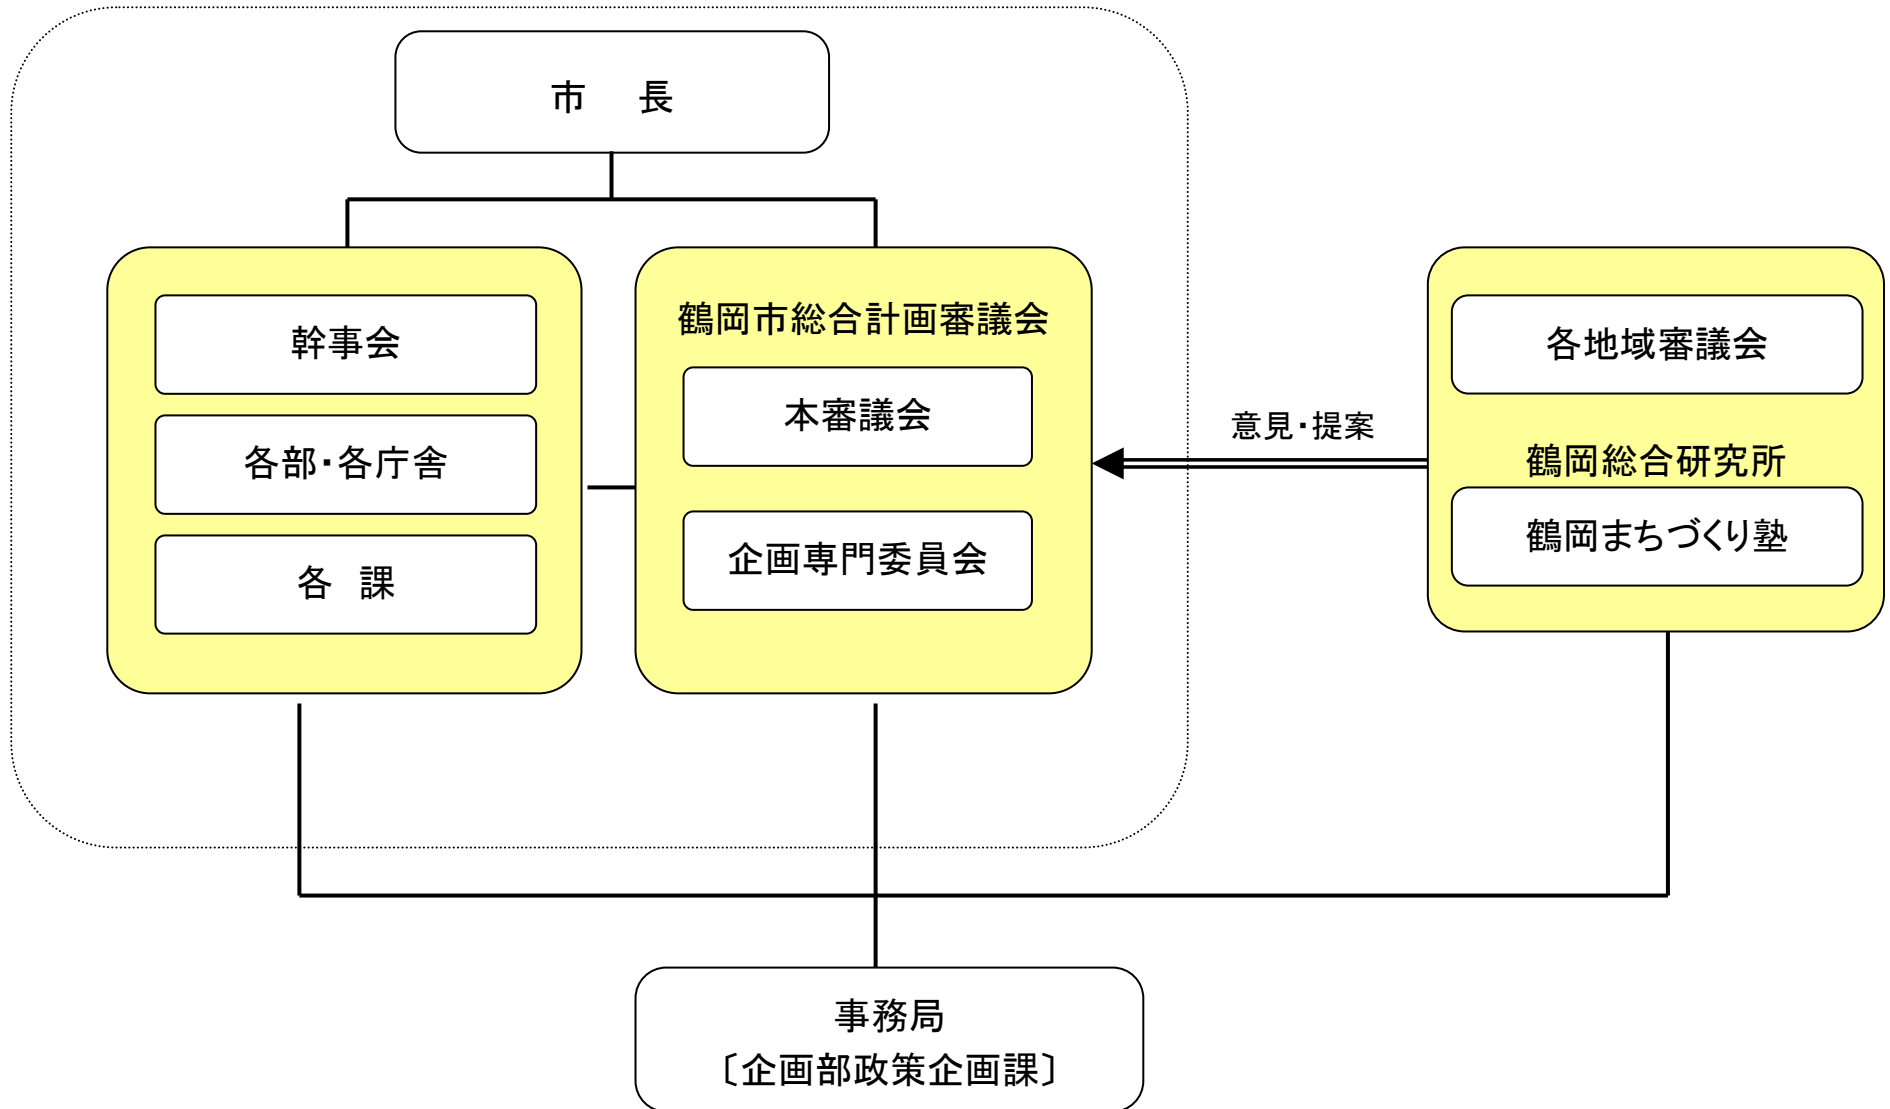 市　長
幹事会
各部・各庁舎
各　課
鶴岡市総合計画審議会
本審議会
企画専門委員会
意見・提案
各地域審議会
鶴岡総合研究所
鶴岡まちづくり塾
事務局
〔企画部政策企画課〕